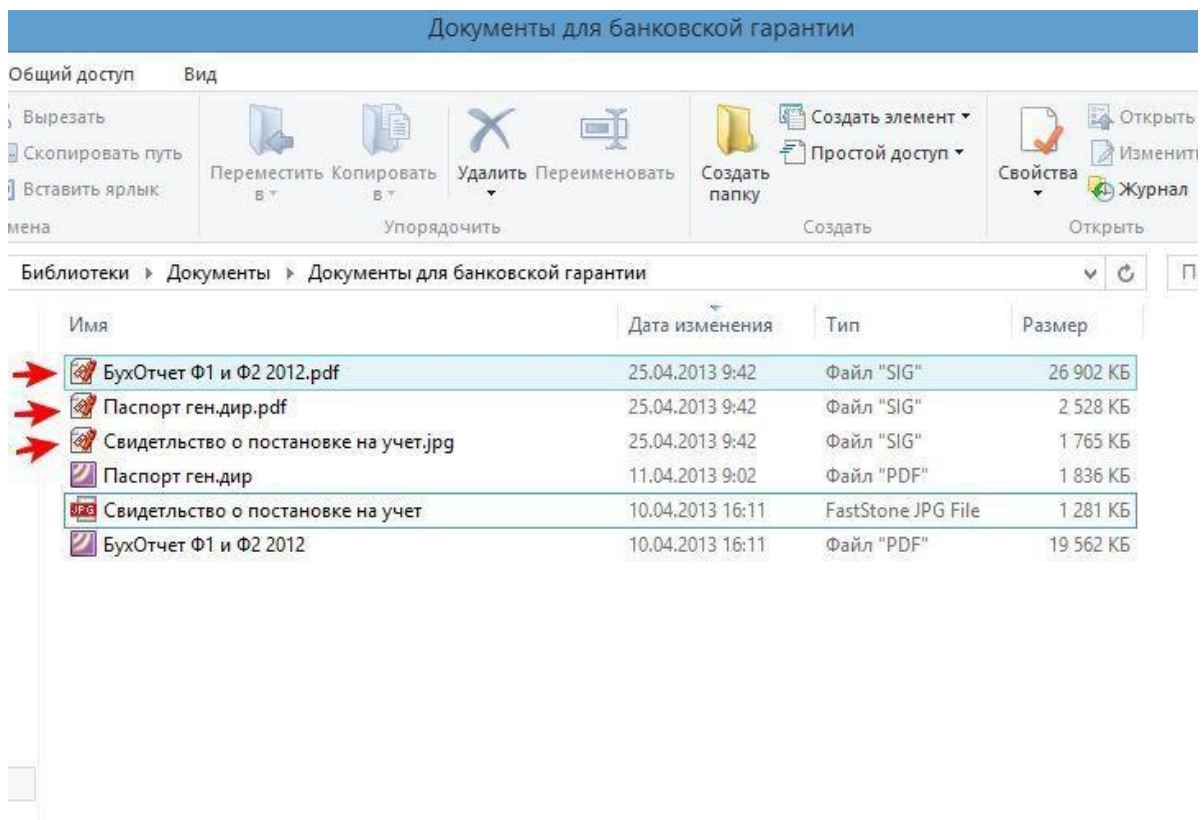 Документы для банковской гарантии
Общий доступ Вид
Вырезать
Скопировать путь
Вставить ярлык
Переместить в
Копировать в
Удалить
Переименовать
Создать папку
Создать элемент
Простой доступ
Свойства
Открыть
Изменить
Журнал
мена Упорядочить Создать Открыть
Библиотеки Документы Документы для банковской гарантии П
Имя Дата изменения Тип Размер
БухОтчет Ф1 и Ф2 2012.pdf 25.04.2013 9:42 Файл "SIG" 26 902 КБ
Паспорт ген.дир.pdf 25.04.2013 9:42 Файл "SIG" 2 528 КБ
Свидетльство о постановке на учет.jpg 25.04.2013 9:42 Файл "SIG" 1 765 КБ
Паспорт ген.дир 11.04.2013 9:02 Файл "PDF" 1 836 КБ
JPG Свидетльство о постановке на учет 10.04.2013 16:11 FastStone JPG File 1 281 КБ
БухОтчет Ф1 и Ф2 2012 10.04.2013 16:11 Файл "PDF" 19 562 КБ